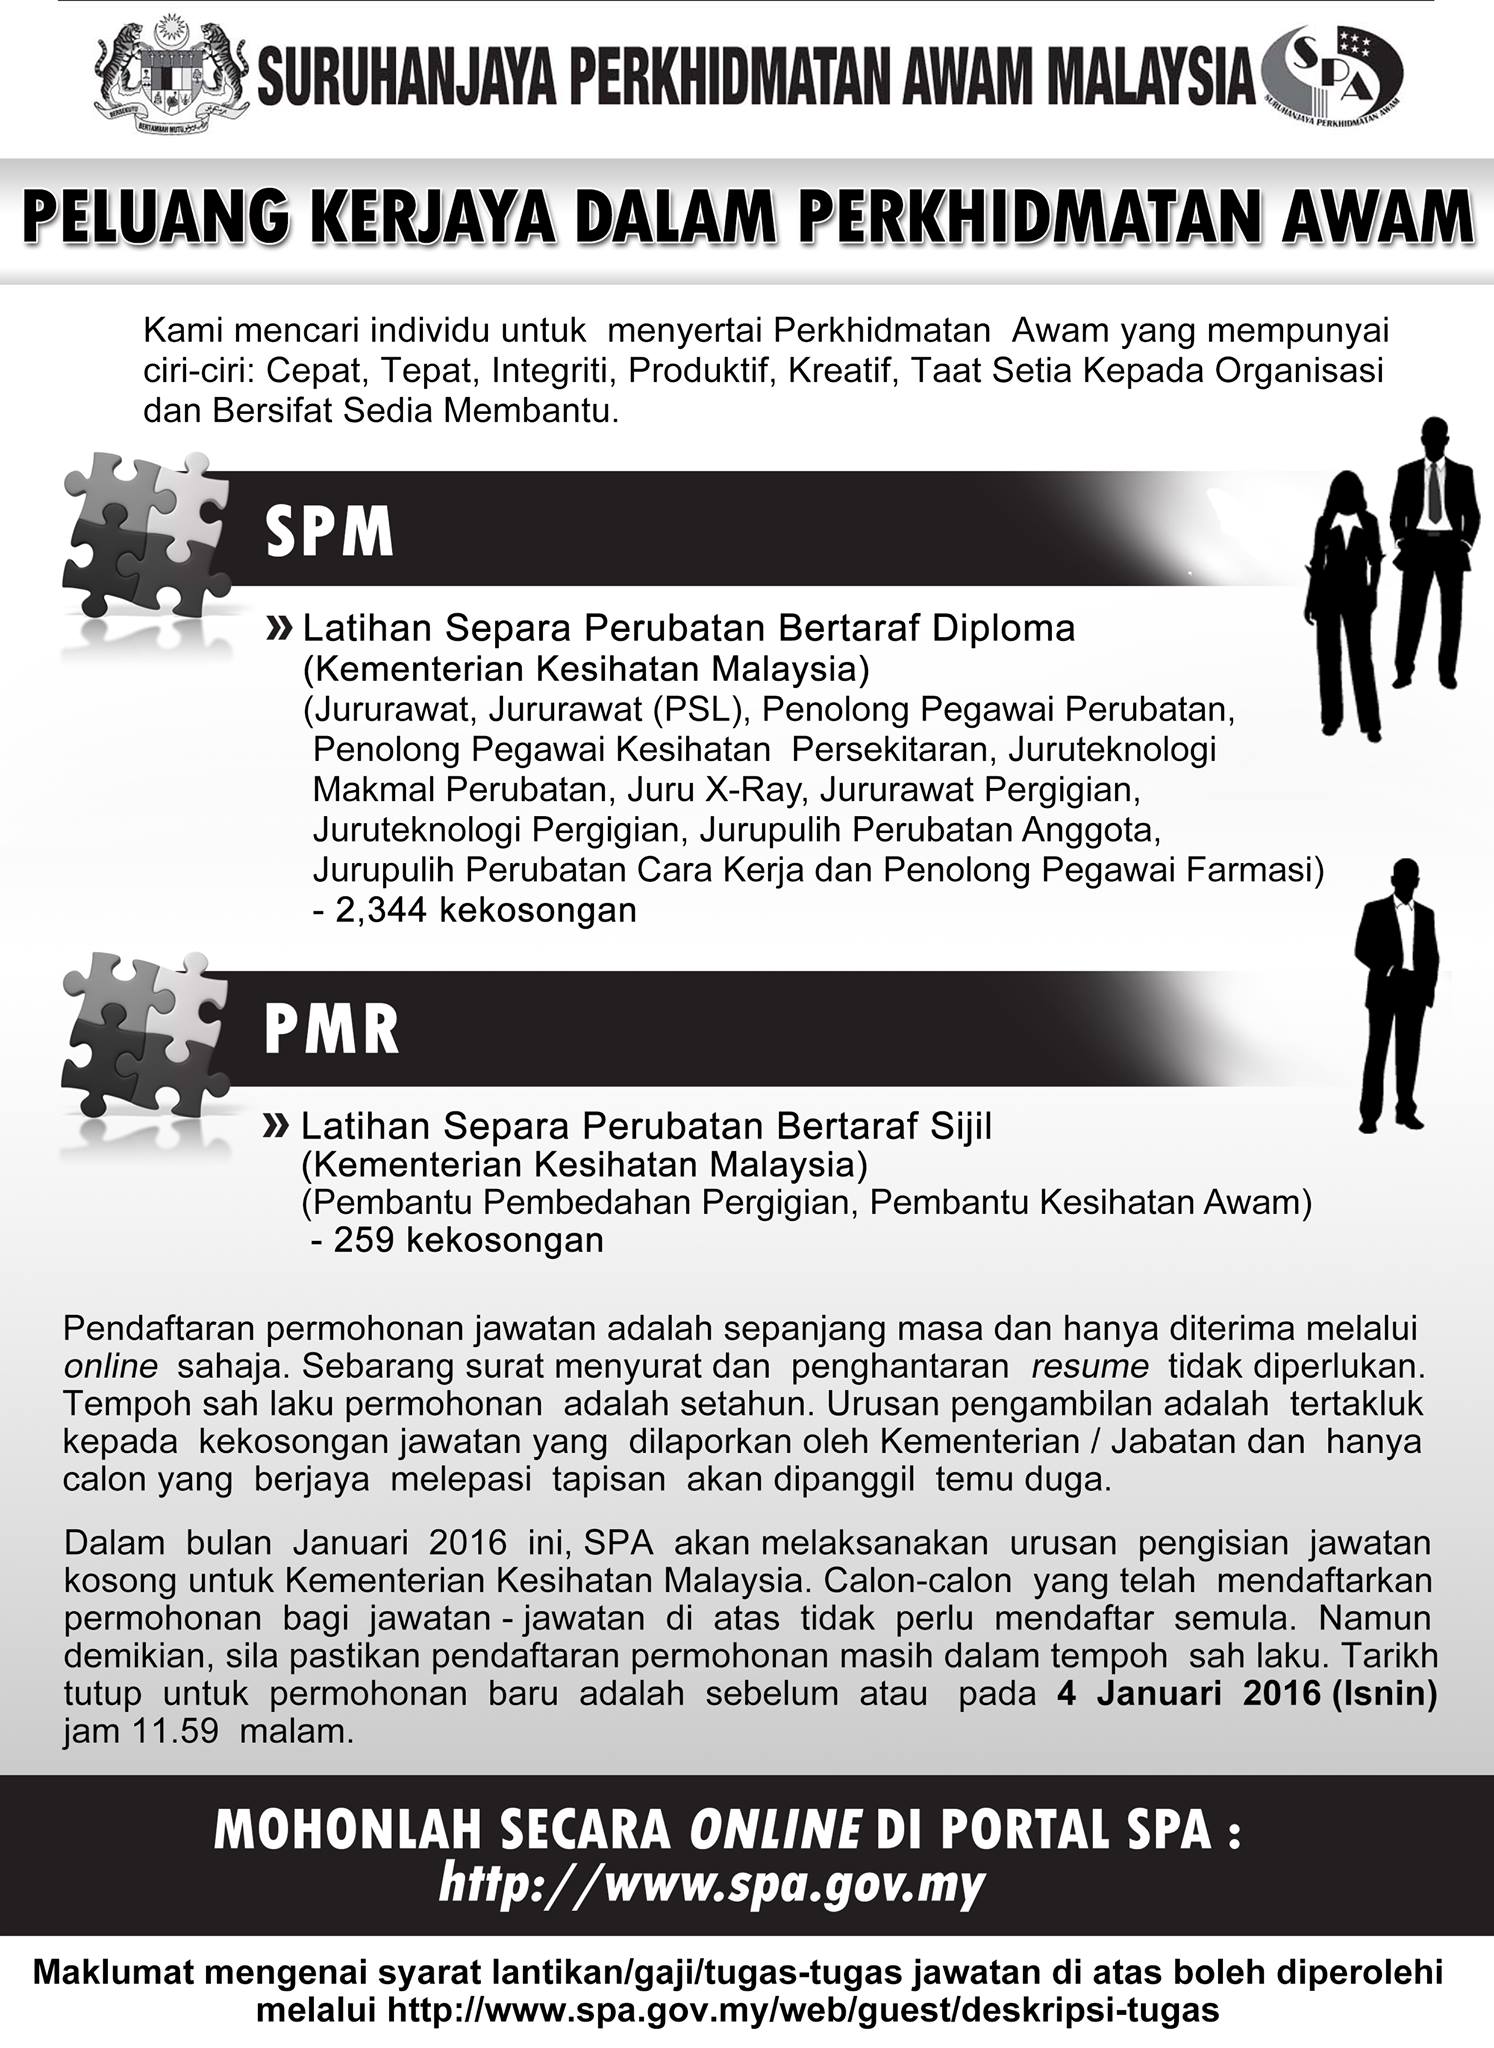 BERSEKUTU
BERTAMBAH MUTU
SURUHANJAYA PERKHIDMATAN AWAM MALAYSIA
SPA
SURUHANJAYA PERKHIDMATAN AWAM
PELUANG KERJAYA DALAM PERKHIDMATAN AWAM
Kami mencari individu untuk menyertai Perkhidmatan Awam yang mempunyai
ciri-ciri: Cepat, Tepat, Integriti, Produktif, Kreatif, Taat Setia Kepada Organisasi
dan Bersifat Sedia Membantu.
SPM
» Latihan Separa Perubatan Bertaraf Diploma
(Kementerian Kesihatan Malaysia)
(Jururawat, Jururawat (PSL), Penolong Pegawai Perubatan,
Penolong Pegawai Kesihatan Persekitaran, Juruteknologi
Makmal Perubatan, Juru X-Ray, Jururawat Pergigian,
Juruteknologi Pergigian, Jurupulih Perubatan Anggota,
Jurupulih Perubatan Cara Kerja dan Penolong Pegawai Farmasi)
- 2,344 kekosongan
PMR
» Latihan Separa Perubatan Bertaraf Sijil
(Kementerian Kesihatan Malaysia)
(Pembantu Pembedahan Pergigian, Pembantu Kesihatan Awam)
- 259 kekosongan
Pendaftaran permohonan jawatan adalah sepanjang masa dan hanya diterima melalui
online sahaja. Sebarang surat menyurat dan penghantaran resume tidak diperlukan.
Tempoh sah laku permohonan adalah setahun. Urusan pengambilan adalah tertakluk
kepada kekosongan jawatan yang dilaporkan oleh Kementerian / Jabatan dan hanya
calon yang berjaya melepasi tapisan akan dipanggil temu duga.
Dalam bulan Januari 2016 ini, SPA akan melaksanakan urusan pengisian jawatan
kosong untuk Kementerian Kesihatan Malaysia. Calon-calon yang telah mendaftarkan
permohonan bagi jawatan - jawatan di atas tidak perlu mendaftar semula. Namun
demikian, sila pastikan pendaftaran permohonan masih dalam tempoh sah laku. Tarikh
tutup untuk permohonan baru adalah sebelum atau pada 4 Januari 2016 (Isnin)
jam 11.59 malam.
MOHONLAH SECARA ONLINE DI PORTAL SPA :
http://www.spa.gov.my
Maklumat mengenai syarat lantikan/gaji/tugas-tugas jawatan di atas boleh diperolehi
melalui http://www.spa.gov.my/web/guest/deskripsi-tugas